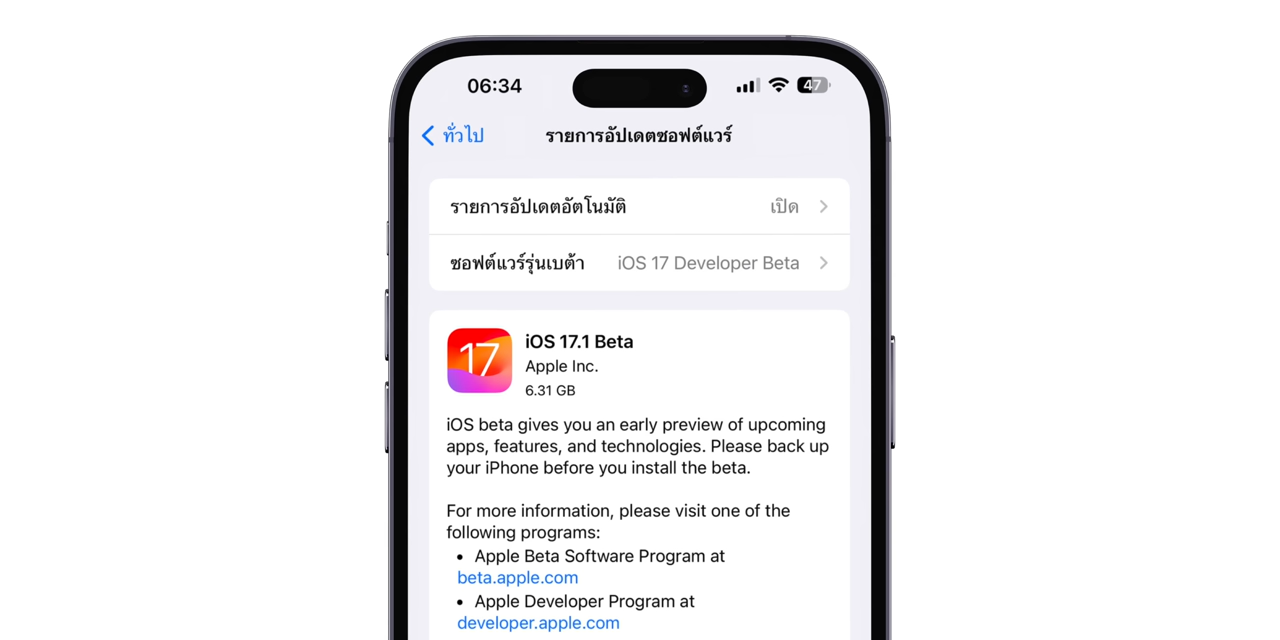 06:34
47
ทั่วไป
รายการอัปเดตซอฟต์แวร์
รายการอัปเดตอัตโนมัติ เปิด
ซอฟต์แวร์รุ่นเบต้า iOS 17 Developer Beta
17
iOS 17.1 Beta
Apple Inc.
6.31 GB
iOS beta gives you an early preview of upcoming
apps, features, and technologies. Please back up
your iPhone before you install the beta.
For more information, please visit one of the
following programs:
• Apple Beta Software Program at
beta.apple.com
• Apple Developer Program at
developer.apple.com